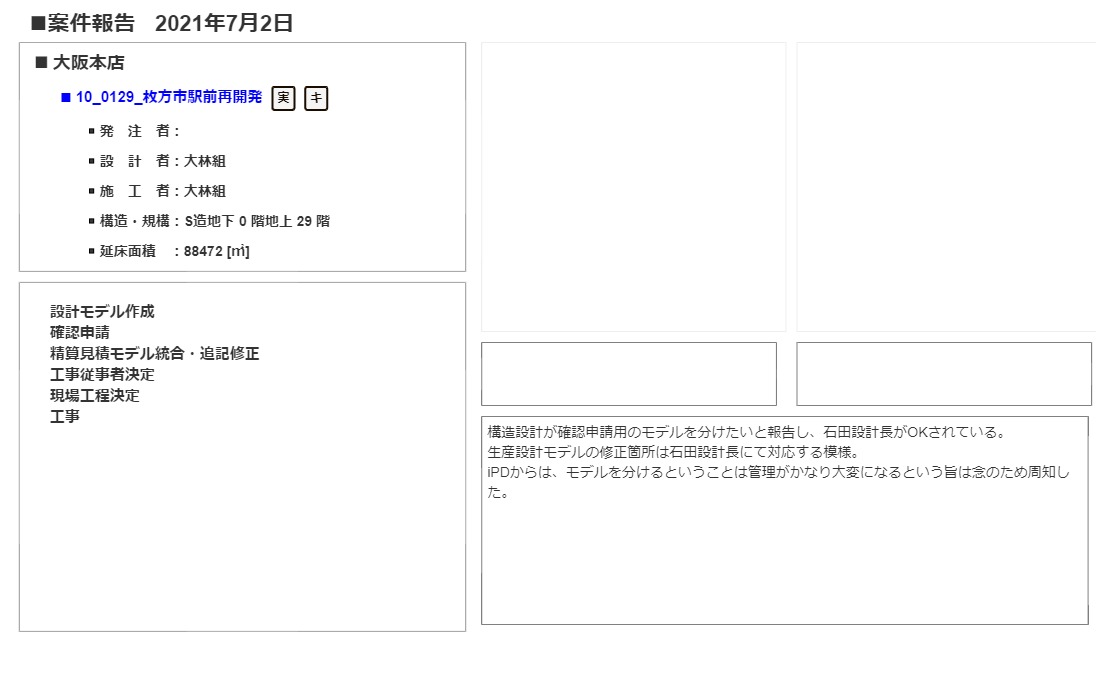 ■案件報告 2021年7月2日
■ 大阪本店
■ 10_0129_枚方市駅前再開発 実 キ
▪ 発 注 者：
▪ 設 計 者：大林組
▪ 施 工 者：大林組
▪ 構造・規構：S造地下 0 階地上 29 階
▪ 延床面積 ：88472 [㎡]
設計モデル作成
確認申請
精算見積モデル統合・追記修正
工事従事者決定
現場工程決定
工事
構造設計が確認申請用のモデルを分けたいと報告し、石田設計長がOKされている。
生産設計モデルの修正箇所は石田設計長にて対応する模様。
iPDからは、モデルを分けるということは管理がかなり大変になるという旨は念のため周知し
た。